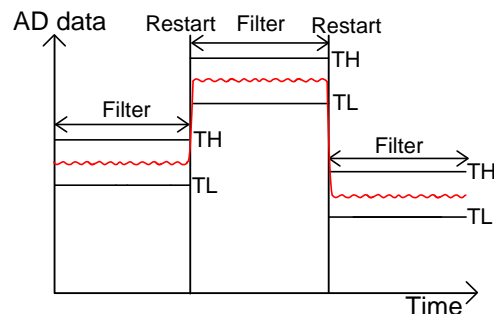 AD data
Restart
Filter
Restart
TH
TL
Filter
TH
TL
Filter
TH
TL
Time